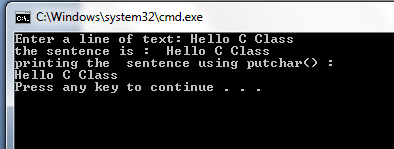 C:\Windows\system32\cmd.exe
Enter a line of text: Hello C Class
the sentence is :  Hello C Class
printing the  sentence using putchar() :
Hello C Class
Press any key to continue . . .